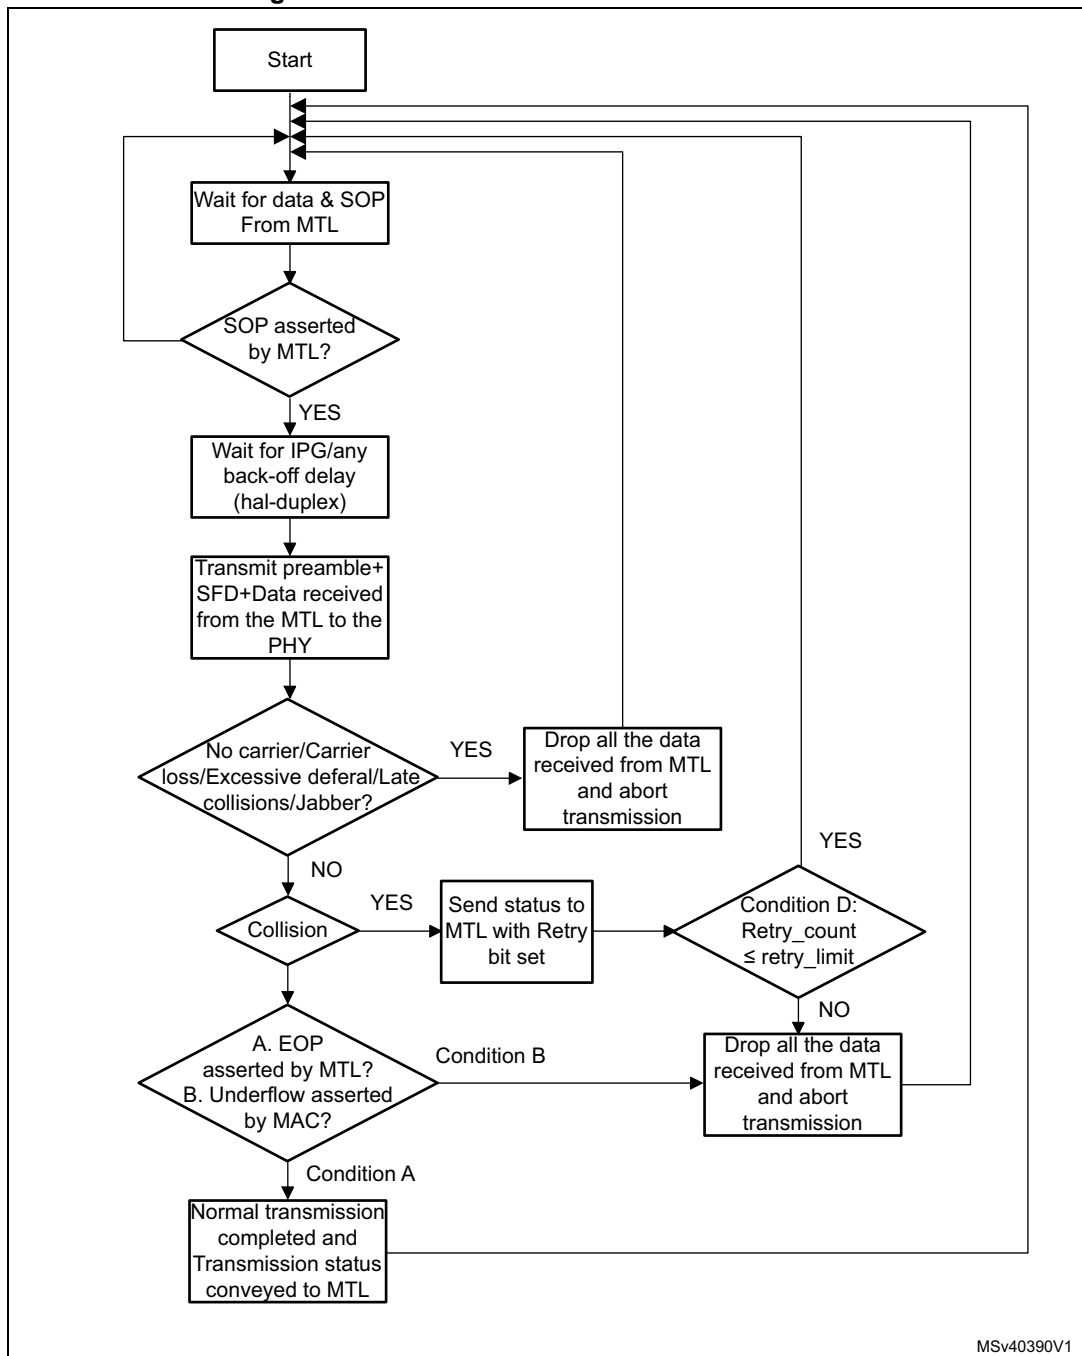 Start
Wait for data & SOP
From MTL
SOP asserted
by MTL?
YES
Wait for IPG/any
back-off delay
(hal-duplex)
Transmit preamble+
SFD+Data received
from the MTL to the
PHY
No carrier/Carrier
loss/Excessive deferal/Late
collisions/Jabber?
YES
Drop all the data
received from MTL
and abort
transmission
NO
Collision
YES
Send status to
MTL with Retry
bit set
YES
Condition D:
Retry_count
≤ retry_limit
NO
A. EOP
asserted by MTL?
B. Underflow asserted
by MAC?
Condition B
Drop all the data
received from MTL
and abort
transmission
Condition A
Normal transmission
completed and
Transmission status
conveyed to MTL
MSv40390V1